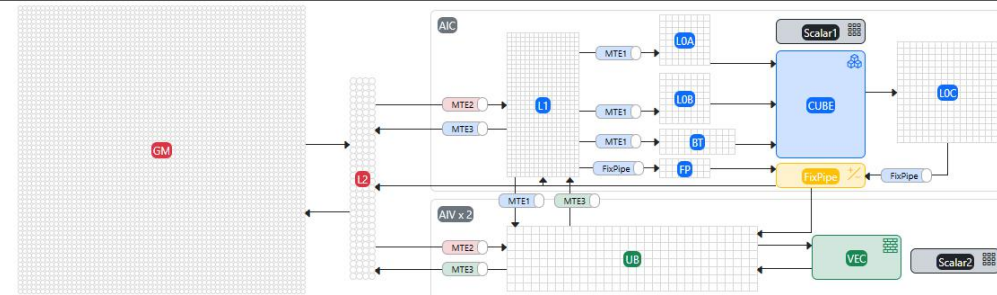 AIC
Scalar1
L0A
MTE1
L0B
MTE2
L1
MTE1
CUBE
L0C
MTE3
MTE1
BT
GM
FixPipe
FP
FixPipe
FixPipe
L2
MTE1
MTE3
AIV x 2
MTE2
UB
VEC
Scalar2
MTE3